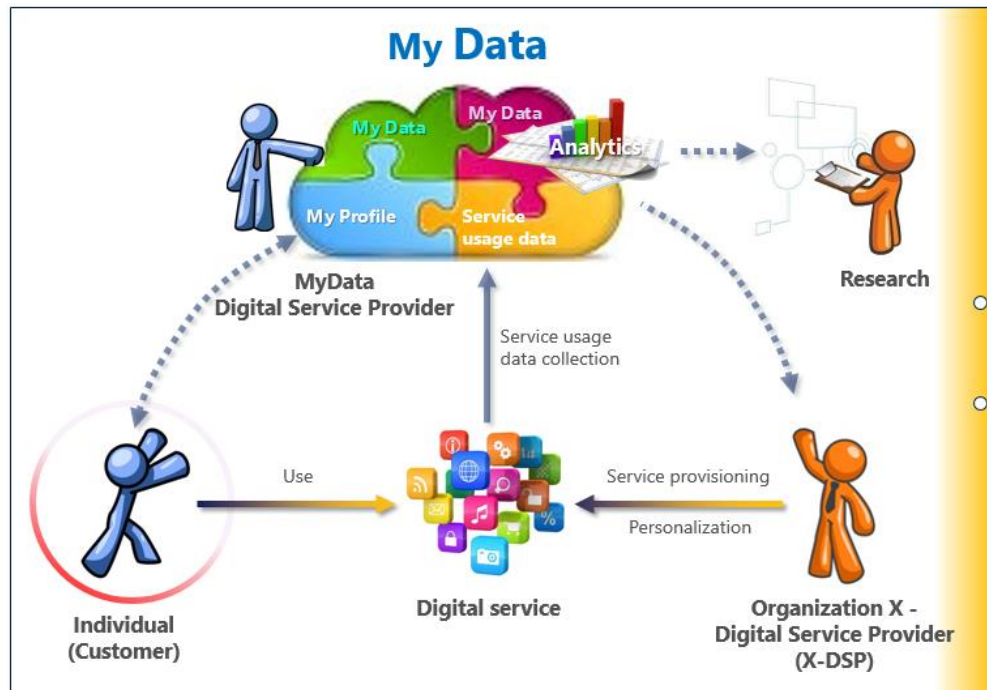 My Data
My Data
My Data
Analytics
My Profile
Service
usage data
MyData
Digital Service Provider
Research
Service usage
data collection
Use
Service provisioning
Personalization
%
Individual
(Customer)
Digital service
Organization X -
Digital Service Provider
(X-DSP)